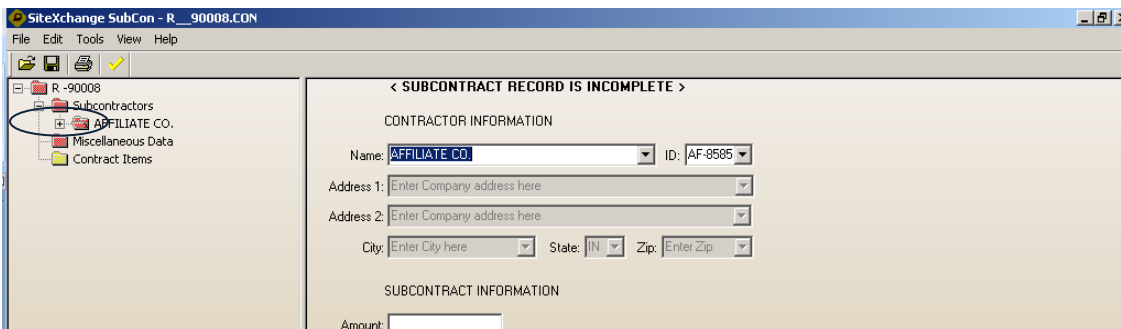 SiteXchange SubCon - R__90008.CON
File Edit Tools View Help
R -90008
Subcontractors
AFFILIATE CO.
Miscellaneous Data
Contract Items
< SUBCONTRACT RECORD IS INCOMPLETE >
CONTRACTOR INFORMATION
Name: AFFILIATE CO. ID: AF-8585
Address 1: Enter Company address here
Address 2: Enter Company address here
City: Enter City here State: IN Zip: Enter Zip
SUBCONTRACT INFORMATION
Amount: